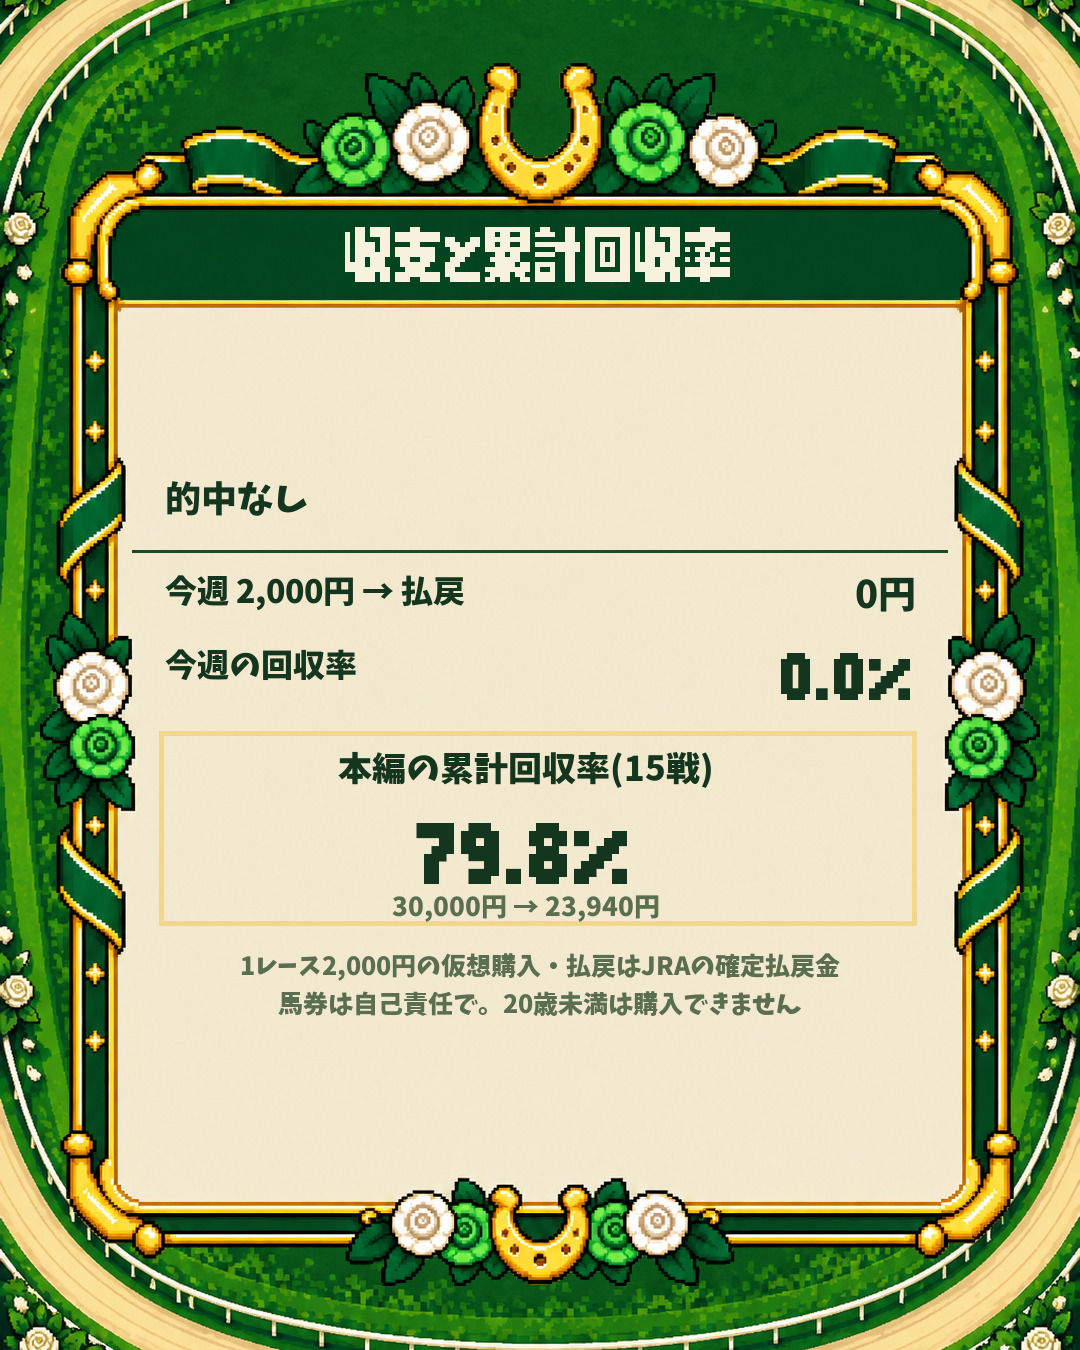 収支と累計回収率
的中なし
今週 2,000円 → 払戻 0円
今週の回収率 0.0%
本編の累計回収率(15戦)
79.8%
30,000円 → 23,940円
1レース2,000円の仮想購入・払戻はJRAの確定払戻金
馬券は自己責任で。20歳未満は購入できません